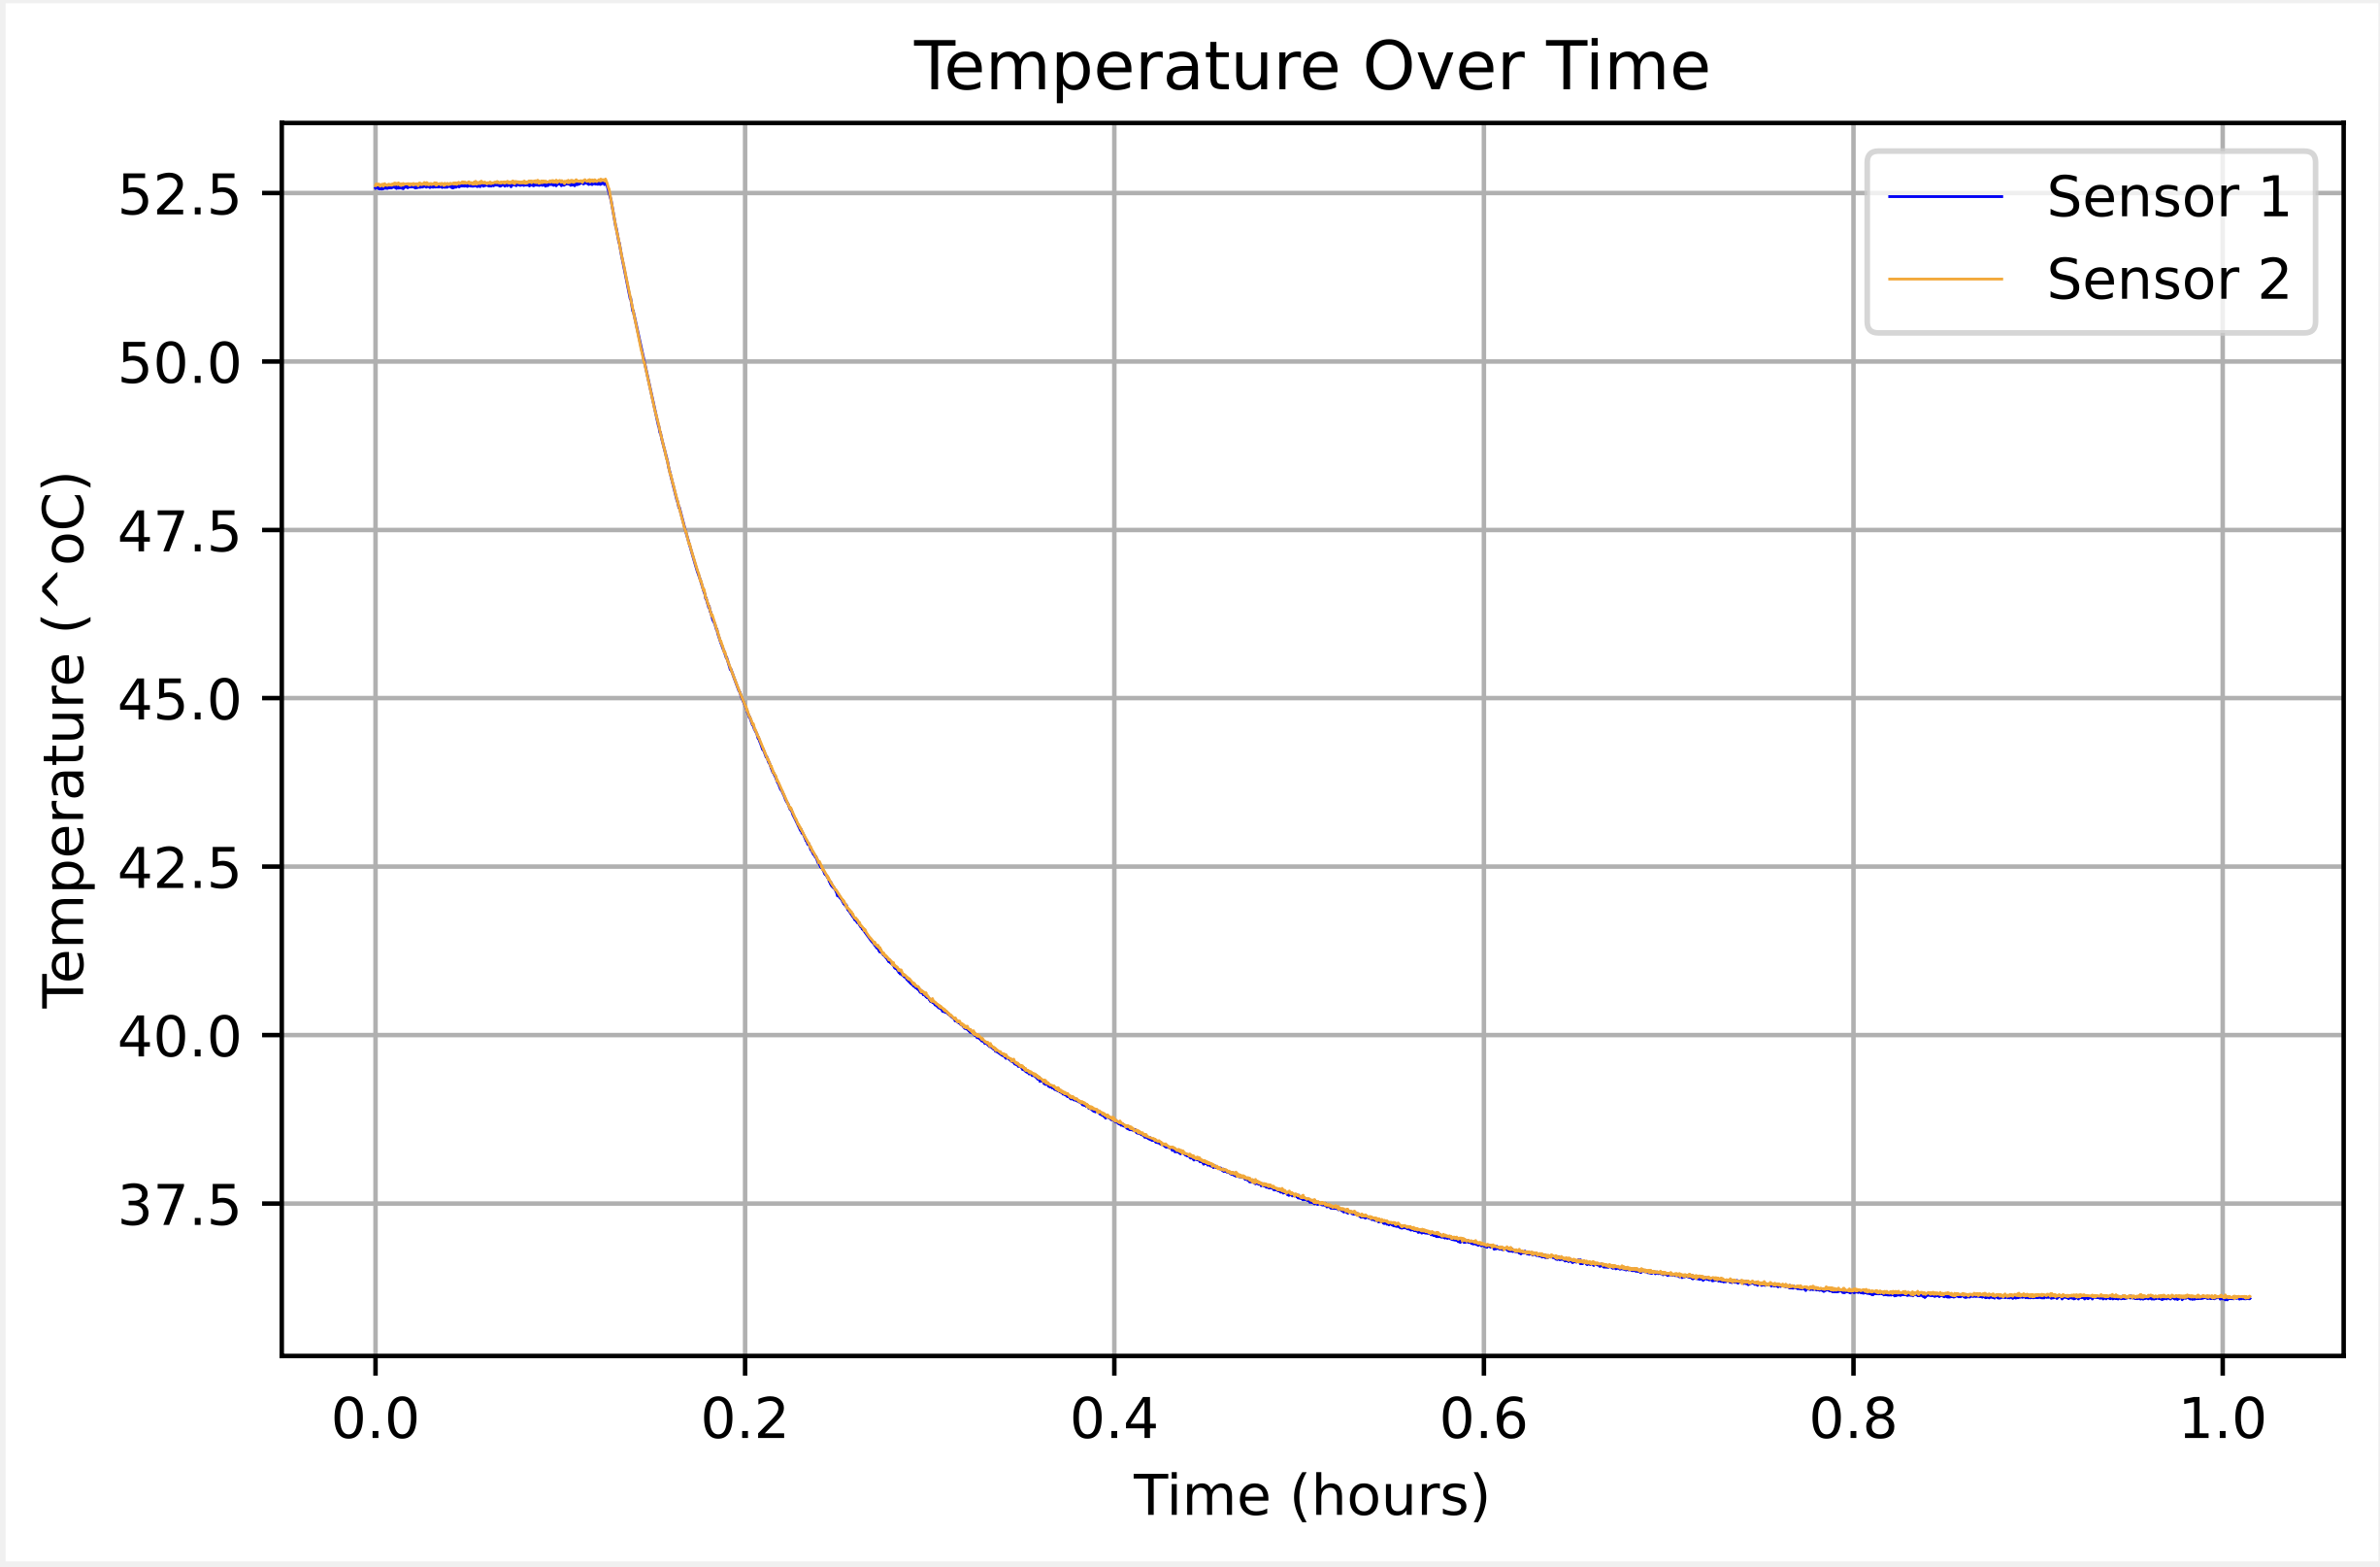 Temperature Over Time
Sensor 1
Sensor 2
Temperature (^oC)
52.5
50.0
47.5
45.0
42.5
40.0
37.5
0.0 0.2 0.4 0.6 0.8 1.0
Time (hours)